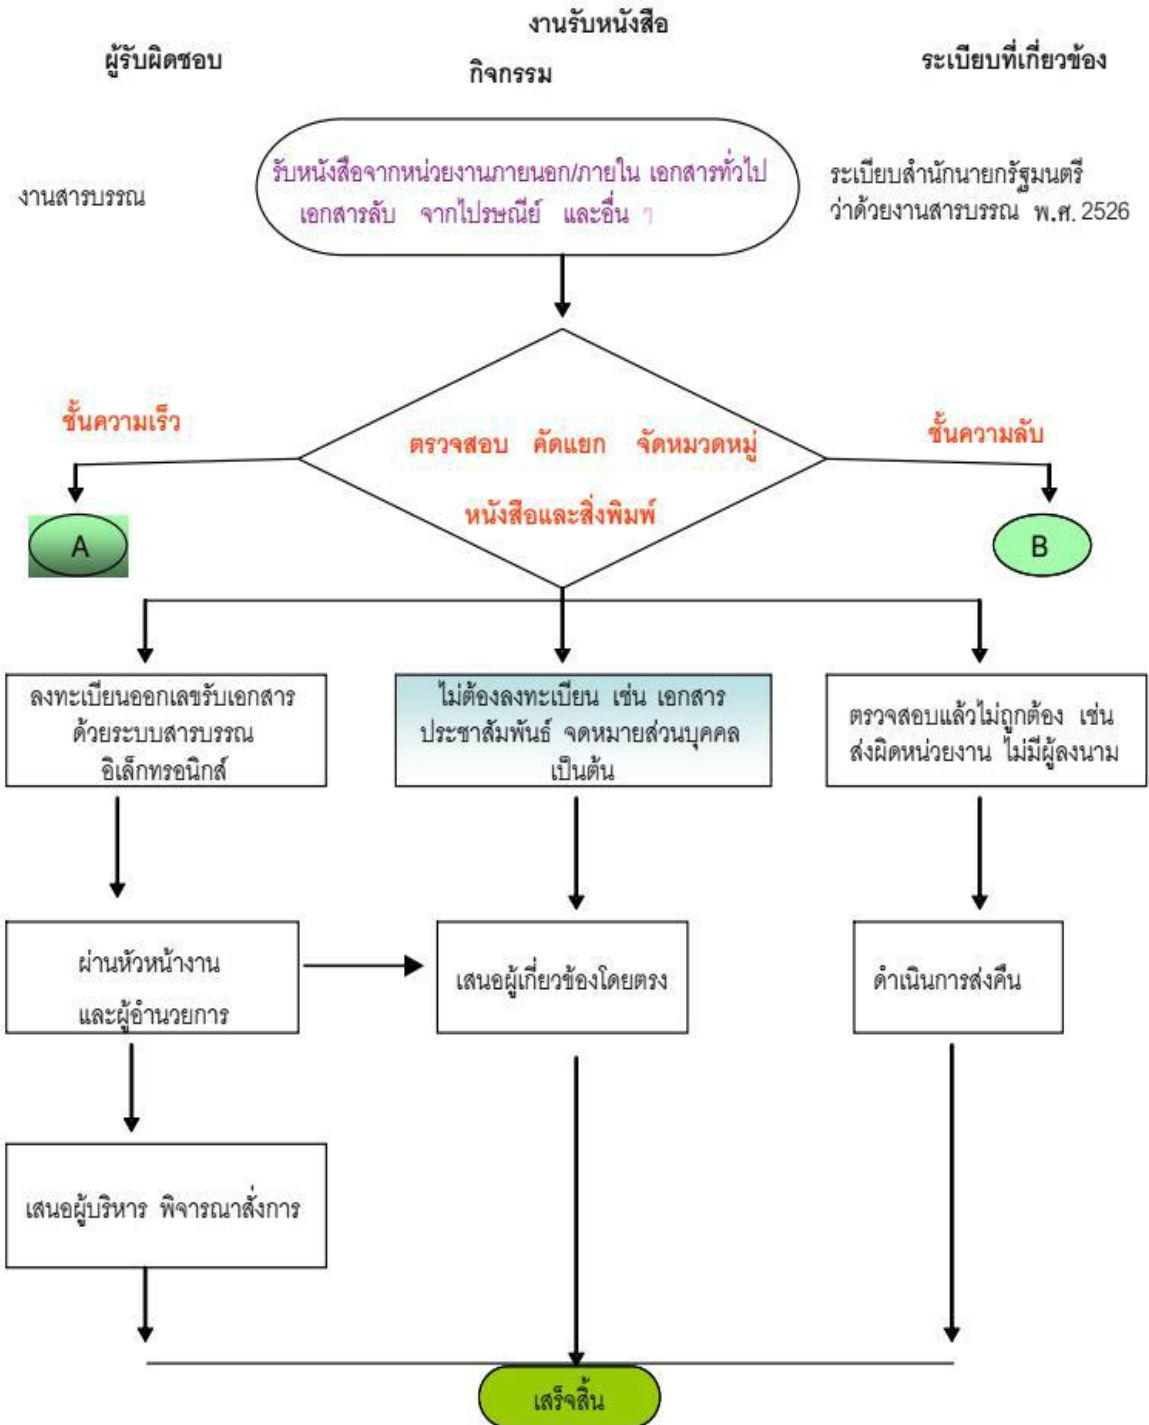 งานรับหนังสือ
ผู้รับผิดชอบ
กิจกรรม
ระเบียบที่เกี่ยวข้อง
งานสารบรรณ
รับหนังสือจากหน่วยงานภายนอก/ภายใน เอกสารทั่วไป
เอกสารลับ จากไปรษณีย์ และอื่น ๆ
ระเบียบสำนักนายกรัฐมนตรี
ว่าด้วยงานสารบรรณ พ.ศ. 2526
ชั้นความเร็ว
ตรวจสอบ คัดแยก จัดหมวดหมู่
หนังสือและสิ่งพิมพ์
ชั้นความลับ
A
B
ลงทะเบียนออกเลขรับเอกสาร
ด้วยระบบสารบรรณ
อิเล็กทรอนิกส์
ไม่ต้องลงทะเบียน เช่น เอกสาร
ประชาสัมพันธ์ จดหมายส่วนบุคคล
เป็นต้น
ตรวจสอบแล้วไม่ถูกต้อง เช่น
ส่งผิดหน่วยงาน ไม่มีผู้ลงนาม
ผ่านหัวหน้างาน
และผู้อำนวยการ
เสนอผู้เกี่ยวข้องโดยตรง
ดำเนินการส่งคืน
เสนอผู้บริหาร พิจารณาสั่งการ
เสร็จสิ้น